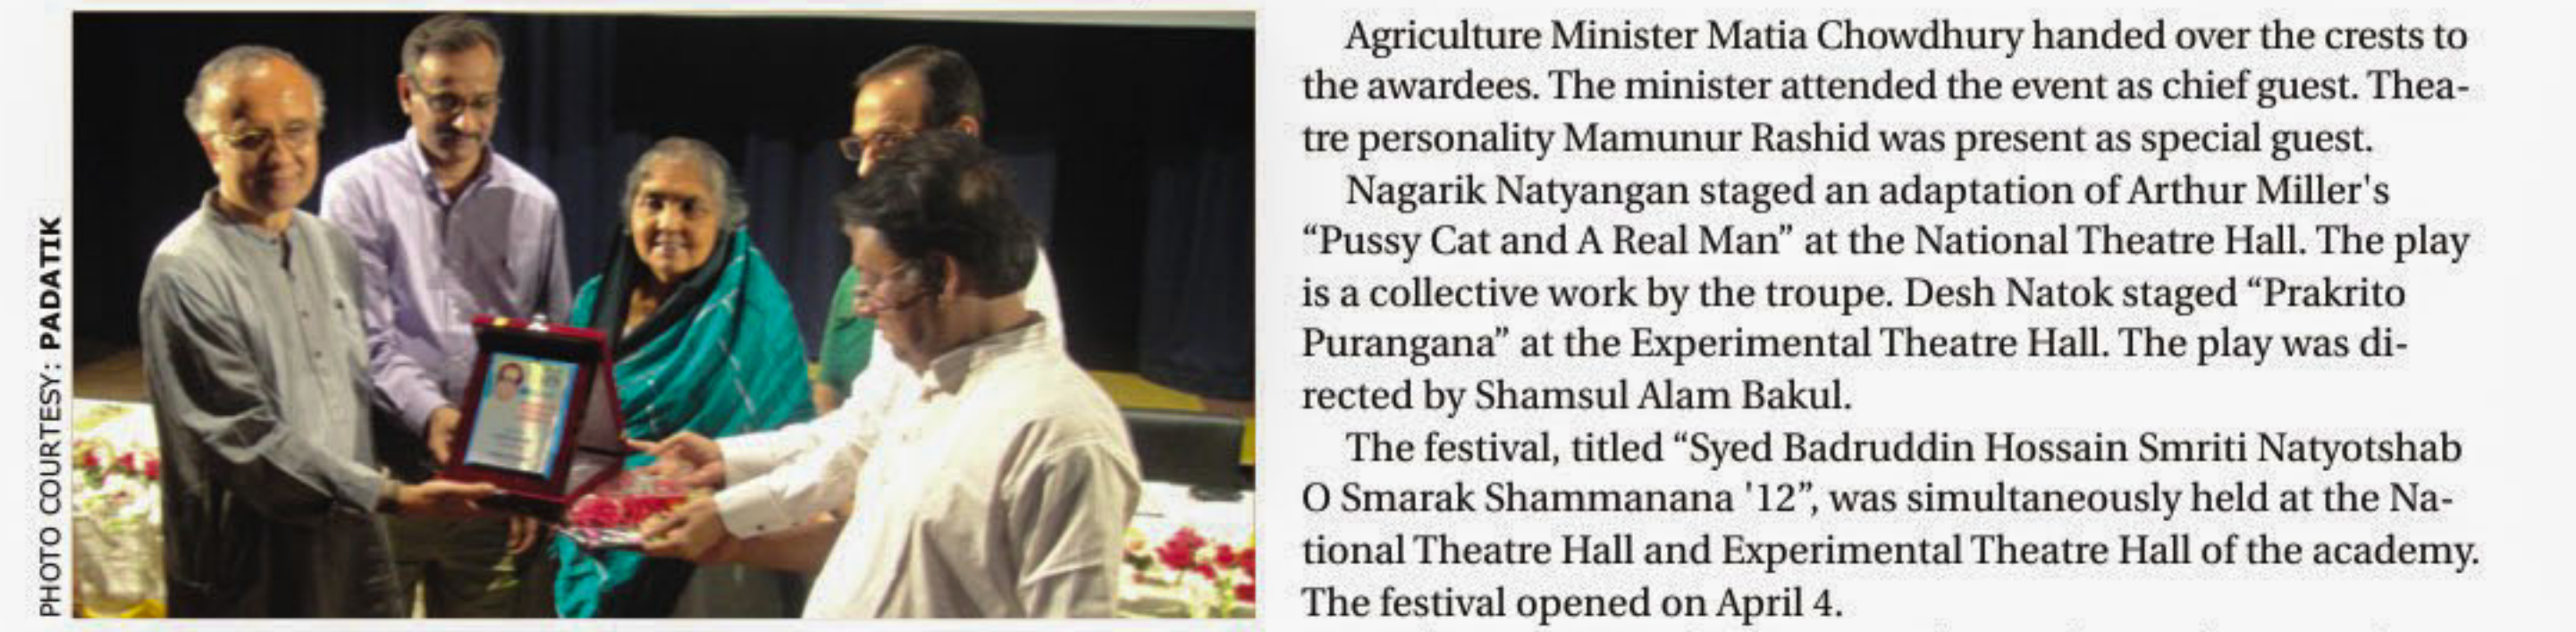 PHOTO COURTESY: PADATIK
Agriculture Minister Matia Chowdhury handed over the crests to
the awardees. The minister attended the event as chief guest. Thea-
tre personality Mamunur Rashid was present as special guest.
Nagarik Natyangan staged an adaptation of Arthur Miller's
“Pussy Cat and A Real Man” at the National Theatre Hall. The play
is a collective work by the troupe. Desh Natok staged “Prakrito
Purangana” at the Experimental Theatre Hall. The play was di-
rected by Shamsul Alam Bakul.
The festival, titled “Syed Badruddin Hossain Smriti Natyotshab
O Smarak Shammanana '12”, was simultaneously held at the Na-
tional Theatre Hall and Experimental Theatre Hall of the academy.
The festival opened on April 4.